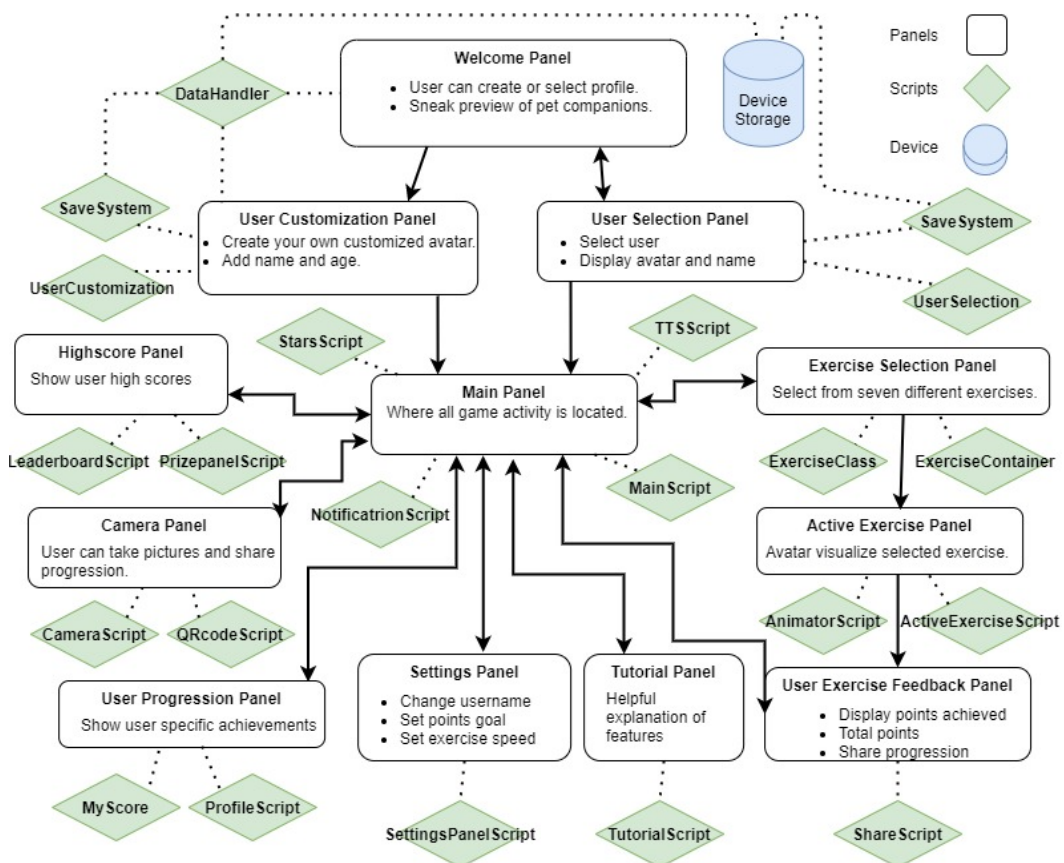 Welcome Panel
• User can create or select profile.
• Sneak preview of pet companions.
Device
Storage
Panels
Scripts
Device
DataHandler
SaveSystem
User Customization Panel
• Create your own customized avatar.
• Add name and age.
UserCustomization
User Selection Panel
• Select user
• Display avatar and name
SaveSystem
UserSelection
StarsScript
TTSScript
Highscore Panel
Show user high scores
Main Panel
Where all game activity is located.
Exercise Selection Panel
Select from seven different exercises.
LeaderboardScript
PrizepanelScript
NotificatrionScript
MainScript
ExerciseClass
ExerciseContainer
Camera Panel
User can take pictures and share
progression.
Active Exercise Panel
Avatar visualize selected exercise.
CameraScript
QRcodeScript
AnimatorScript
ActiveExerciseScript
User Progression Panel
Show user specific achievements
Settings Panel
• Change username
• Set points goal
• Set exercise speed
Tutorial Panel
Helpful
explanation of
features
User Exercise Feedback Panel
• Display points achieved
• Total points
• Share progression
MyScore
ProfileScript
SettingsPanelScript
TutorialScript
ShareScript